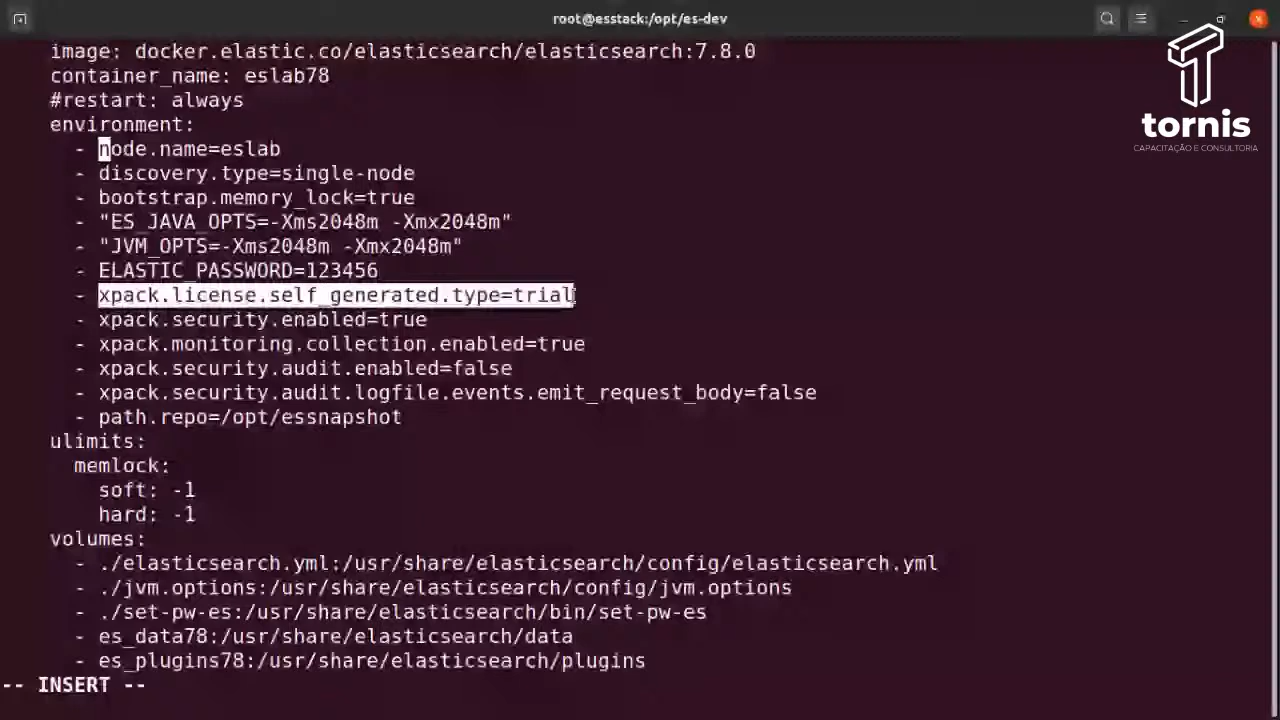 root@esstack:/opt/es-dev
image: docker.elastic.co/elasticsearch/elasticsearch:7.8.0
container_name: eslab78
#restart: always
environment:
- node.name=eslab
- discovery.type=single-node
- bootstrap.memory_lock=true
- "ES_JAVA_OPTS=-Xms2048m -Xmx2048m"
- "JVM_OPTS=-Xms2048m -Xmx2048m"
- ELASTIC_PASSWORD=123456
- xpack.license.self_generated.type=trial
- xpack.security.enabled=true
- xpack.monitoring.collection.enabled=true
- xpack.security.audit.enabled=false
- xpack.security.audit.logfile.events.emit_request_body=false
- path.repo=/opt/essnapshot
ulimits:
memlock:
soft: -1
hard: -1
volumes:
- ./elasticsearch.yml:/usr/share/elasticsearch/config/elasticsearch.yml
- ./jvm.options:/usr/share/elasticsearch/config/jvm.options
- ./set-pw-es:/usr/share/elasticsearch/bin/set-pw-es
- es_data78:/usr/share/elasticsearch/data
- es_plugins78:/usr/share/elasticsearch/plugins
-- INSERT --
tornis
CAPACITAÇÃO E CONSULTORIA